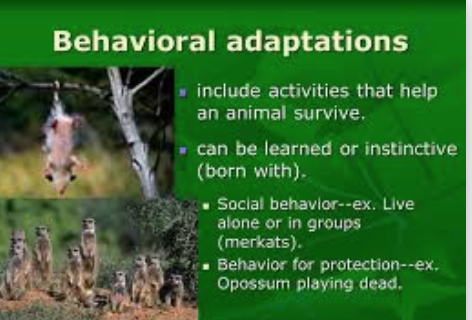 Behavioral adaptations
include activities that help
an animal survive.
can be learned or instinctive
(born with).
Social behavior--ex. Live
alone or in groups
(merkats).
Behavior for protection--ex.
Opossum playing dead.